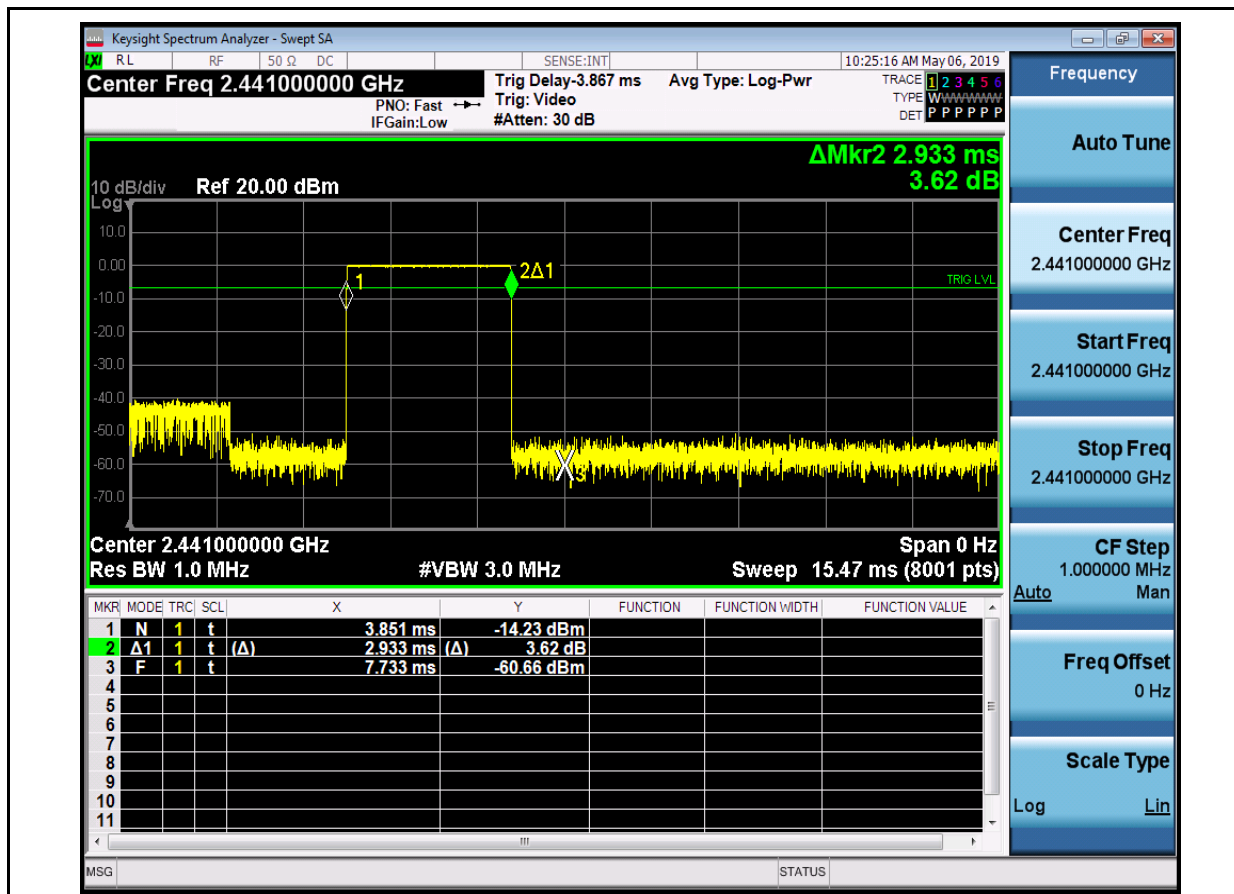 Keysight Spectrum Analyzer - Swept SA
LXI RL RF 50 Ω DC SENSE:INT 10:25:16 AM May 06, 2019
Center Freq 2.441000000 GHz
PNO: Fast
IFGain:Low
Trig Delay-3.867 ms
Trig: Video
#Atten: 30 dB
Avg Type: Log-Pwr
TRACE 1 2 3 4 5 6
TYPE WWWWWW
DET P P P P P P
ΔMkr2 2.933 ms
3.62 dB
10 dB/div
Log
Ref 20.00 dBm
10.0
0.00
-10.0
-20.0
-30.0
-40.0
-50.0
-60.0
-70.0
1
2Δ1
TRIG LVL
3
Center 2.441000000 GHz Span 0 Hz
Res BW 1.0 MHz #VBW 3.0 MHz Sweep 15.47 ms (8001 pts)
MKR MODE TRC SCL X Y FUNCTION FUNCTION WIDTH FUNCTION VALUE
1 N 1 t 3.851 ms -14.23 dBm
2 Δ1 1 t (Δ) 2.933 ms (Δ) 3.62 dB
3 F 1 t 7.733 ms -60.66 dBm
4
5
6
7
8
9
10
11
MSG STATUS
Frequency
Auto Tune
Center Freq
2.441000000 GHz
Start Freq
2.441000000 GHz
Stop Freq
2.441000000 GHz
CF Step
1.000000 MHz
Auto Man
Freq Offset
0 Hz
Scale Type
Log Lin